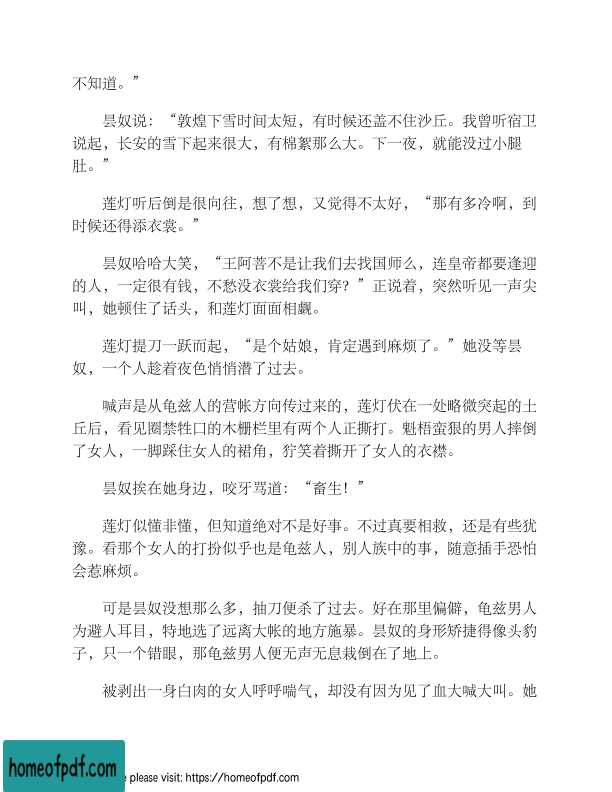 不知道。”
昙奴说：“敦煌下雪时间太短，有时候还盖不住沙丘。我曾听宿卫
说起，长安的雪下起来很大，有棉絮那么大。下一夜，就能没过小腿
肚。”
莲灯听后倒是很向往，想了想，又觉得不太好，“那有多冷啊，到
时候还得添衣裳。”
昙奴哈哈大笑，“王阿菩不是让我们去找国师么，连皇帝都要逢迎
的人，一定很有钱，不愁没衣裳给我们穿？”正说着，突然听见一声尖
叫，她顿住了话头，和莲灯面面相觑。
莲灯提刀一跃而起，“是个姑娘，肯定遇到麻烦了。”她没等昙
奴，一个人趁着夜色悄悄潜了过去。
喊声是从龟兹人的营帐方向传过来的，莲灯伏在一处略微突起的土
丘后，看见圈禁牲口的木栅栏里有两个人正撕打。魁梧蛮狠的男人摔倒
了女人，一脚踩住女人的裙角，狞笑着撕开了女人的衣襟。
昙奴挨在她身边，咬牙骂道：“畜生！”
莲灯似懂非懂，但知道绝对不是好事。不过真要相救，还是有些犹
豫。看那个女人的打扮似乎也是龟兹人，别人族中的事，随意插手恐怕
会惹麻烦。
可是昙奴没想那么多，抽刀便杀了过去。好在那里偏僻，龟兹男人
为避人耳目，特地选了远离大帐的地方施暴。昙奴的身形矫捷得像头豹
子，只一个错眼，那龟兹男人便无声无息栽倒在了地上。
被剥出一身白肉的女人呼呼喘气，却没有因为见了血大喊大叫。她
homeofpdf.com
e please visit: https://homeofpdf.com